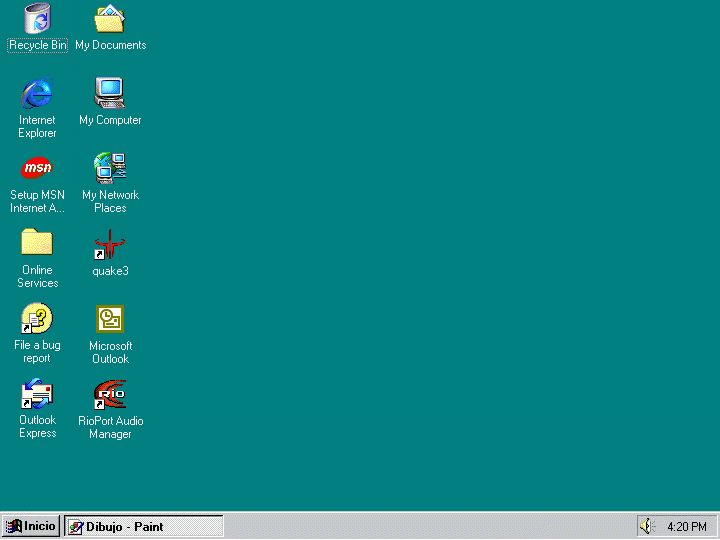 Recycle Bin
My Documents
Internet
Explorer
My Computer
msn
Setup MSN
Internet A...
My Network
Places
Online
Services
quake3
File a bug
report
Microsoft
Outlook
Outlook
Express
Rio
RioPort Audio
Manager
Inicio
Dibujo - Paint
4:20 PM